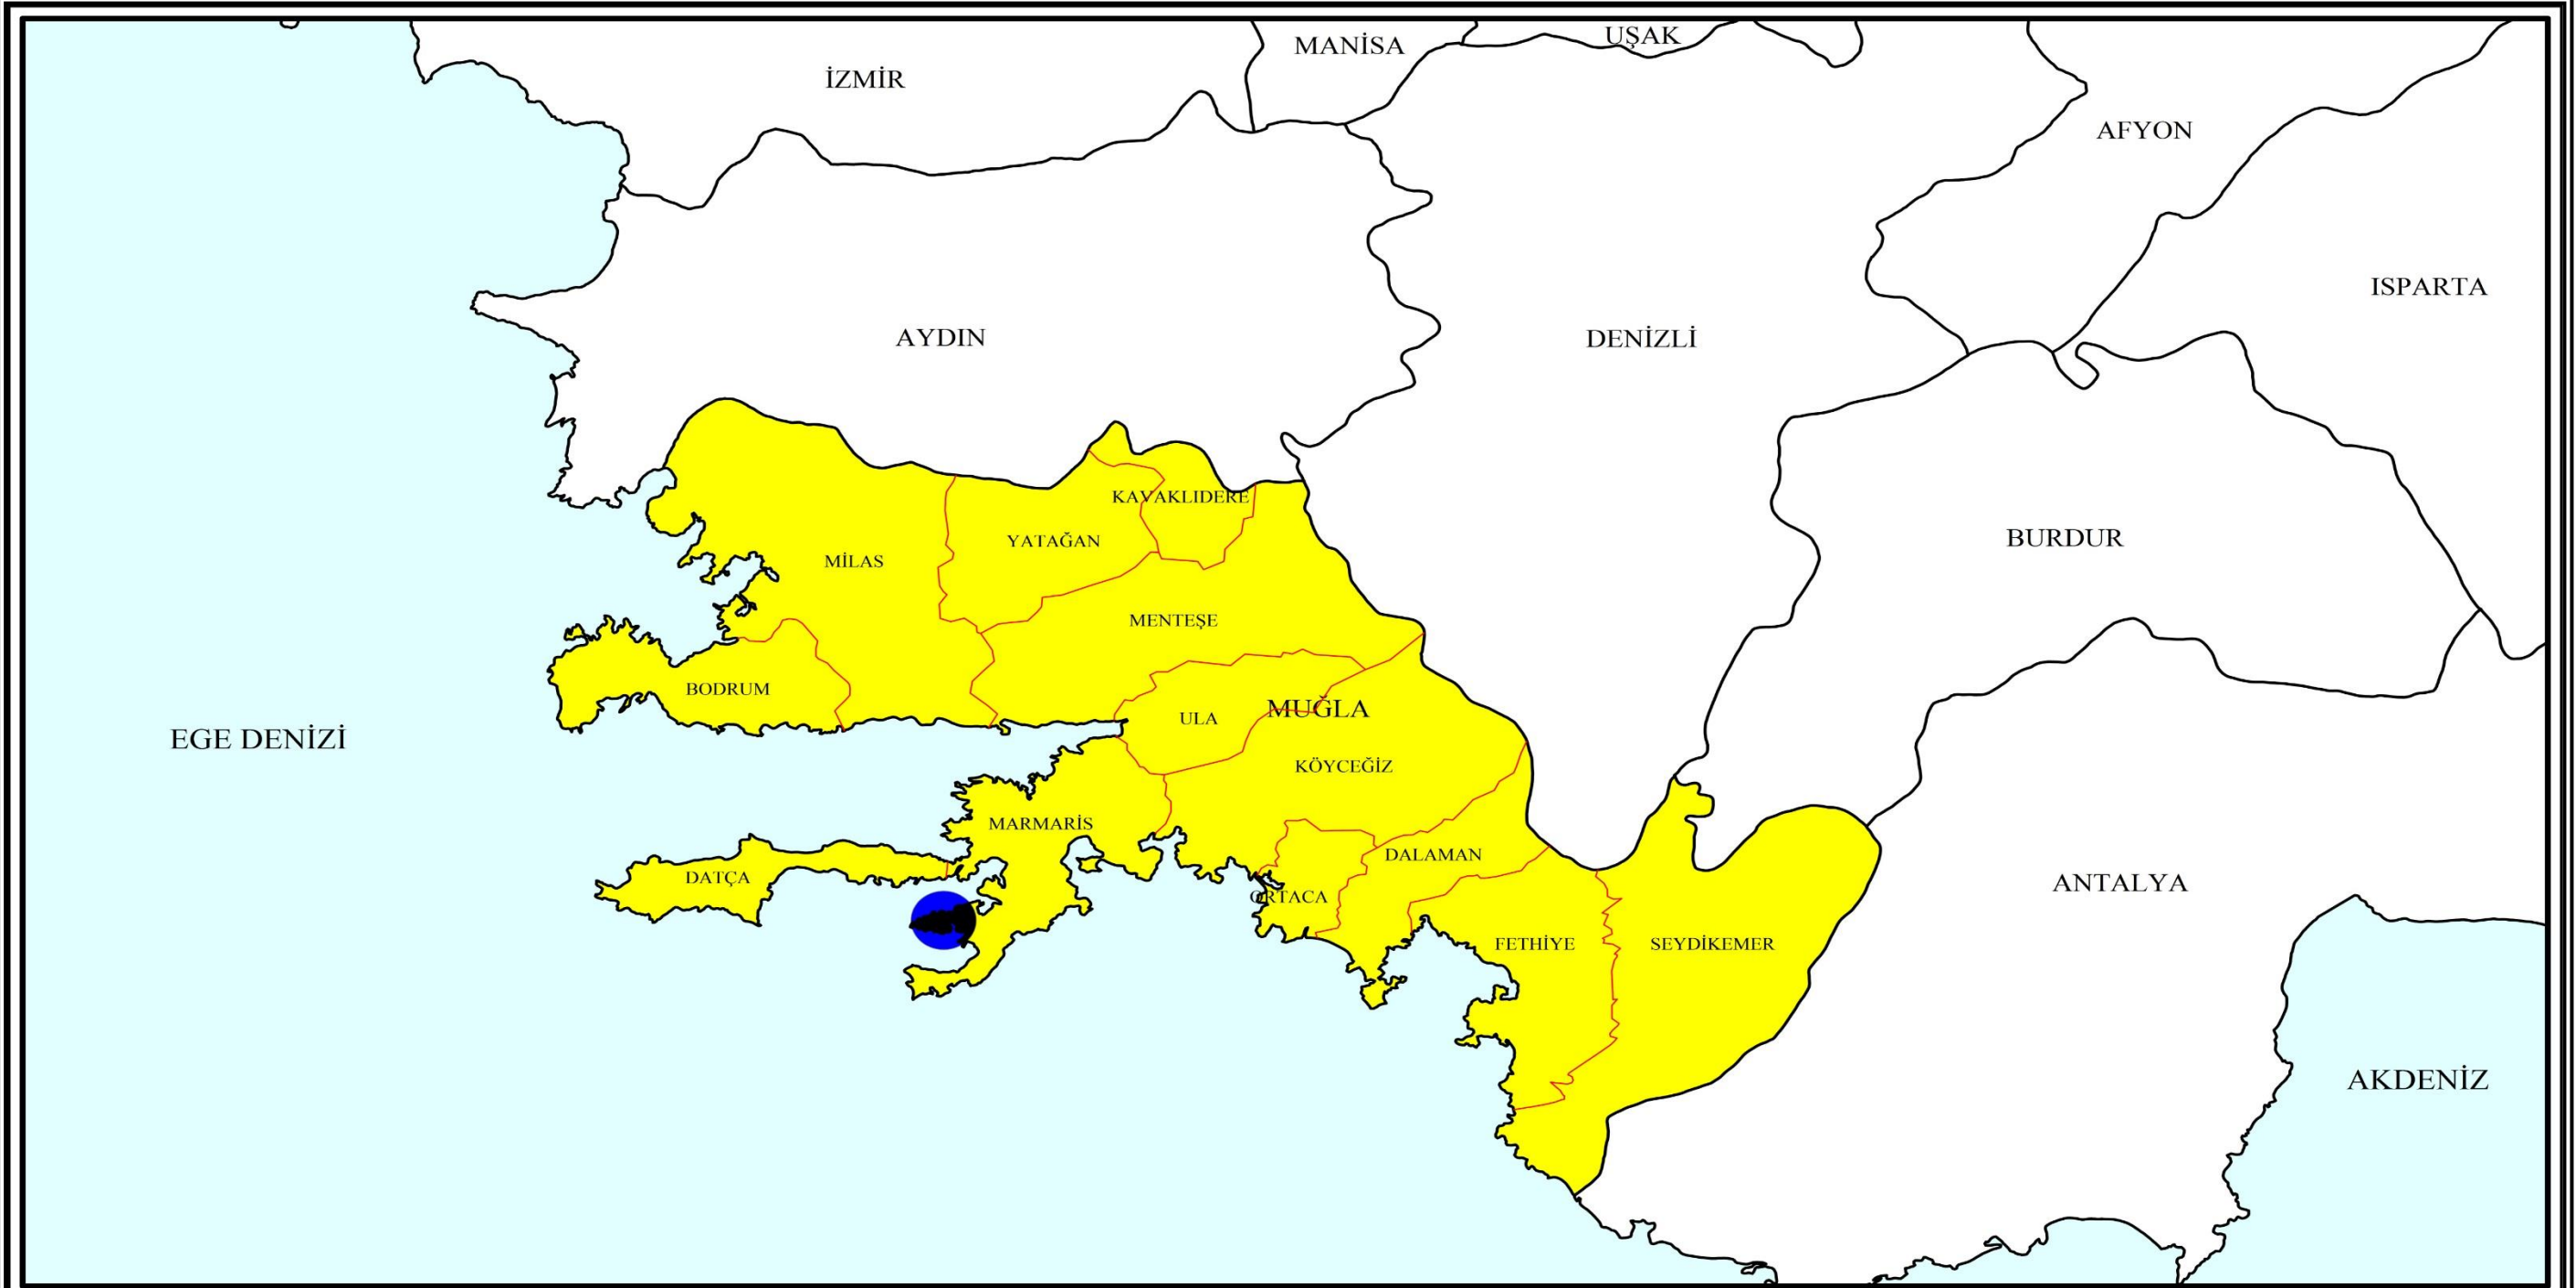 MANİSA
UŞAK
İZMİR
AFYON
ISPARTA
AYDIN
DENİZLİ
KAVAKLIDERE
YATAĞAN
BURDUR
MİLAS
MENTEŞE
BODRUM
MUĞLA
ULA
EGE DENİZİ
KÖYCEĞİZ
MARMARİS
DALAMAN
DATÇA
ANTALYA
ORTACA
FETHİYE
SEYDİKEMER
AKDENİZ